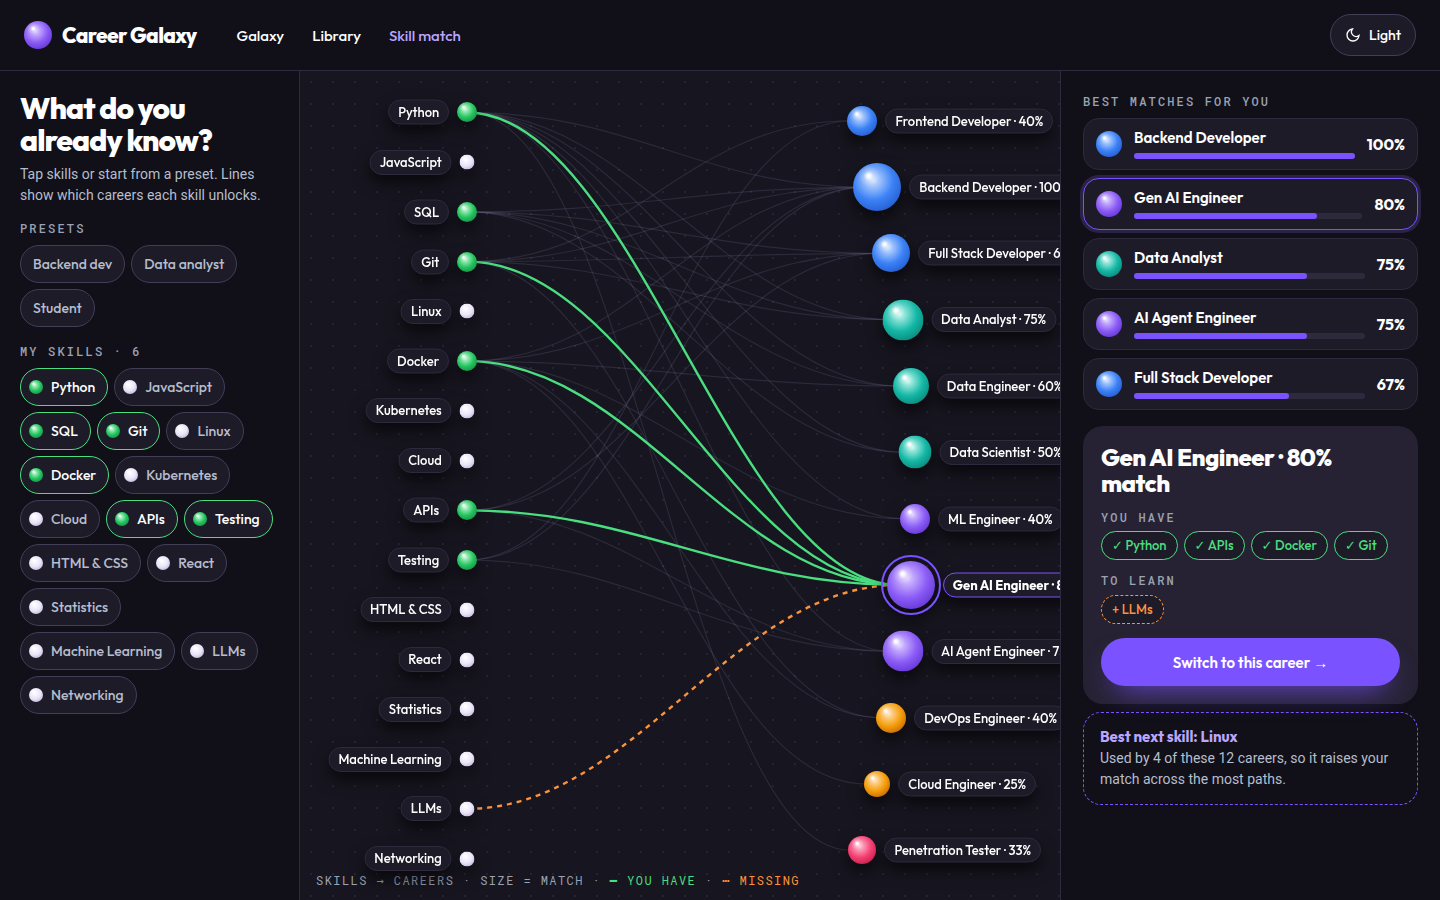 Career Galaxy
Galaxy
Library
Skill match
Light
What do you
already know?
Tap skills or start from a preset. Lines
show which careers each skill unlocks.
PRESETS
Backend dev
Data analyst
Student
MY SKILLS · 6
Python
JavaScript
SQL
Git
Linux
Docker
Kubernetes
Cloud
APIs
Testing
HTML & CSS
React
Statistics
Machine Learning
LLMs
Networking
Python
JavaScript
SQL
Git
Linux
Docker
Kubernetes
Cloud
APIs
Testing
HTML & CSS
React
Statistics
Machine Learning
LLMs
Networking
Frontend Developer · 40%
Backend Developer · 100
Full Stack Developer · 6
Data Analyst · 75%
Data Engineer · 60%
Data Scientist · 50%
ML Engineer · 40%
Gen AI Engineer · 8
AI Agent Engineer · 7
DevOps Engineer · 40%
Cloud Engineer · 25%
Penetration Tester · 33%
SKILLS → CAREERS · SIZE = MATCH · — YOU HAVE · ┅ MISSING
BEST MATCHES FOR YOU
Backend Developer
100%
Gen AI Engineer
80%
Data Analyst
75%
AI Agent Engineer
75%
Full Stack Developer
67%
Gen AI Engineer · 80%
match
YOU HAVE
✓ Python
✓ APIs
✓ Docker
✓ Git
TO LEARN
+ LLMs
Switch to this career →
Best next skill: Linux
Used by 4 of these 12 careers, so it raises your
match across the most paths.